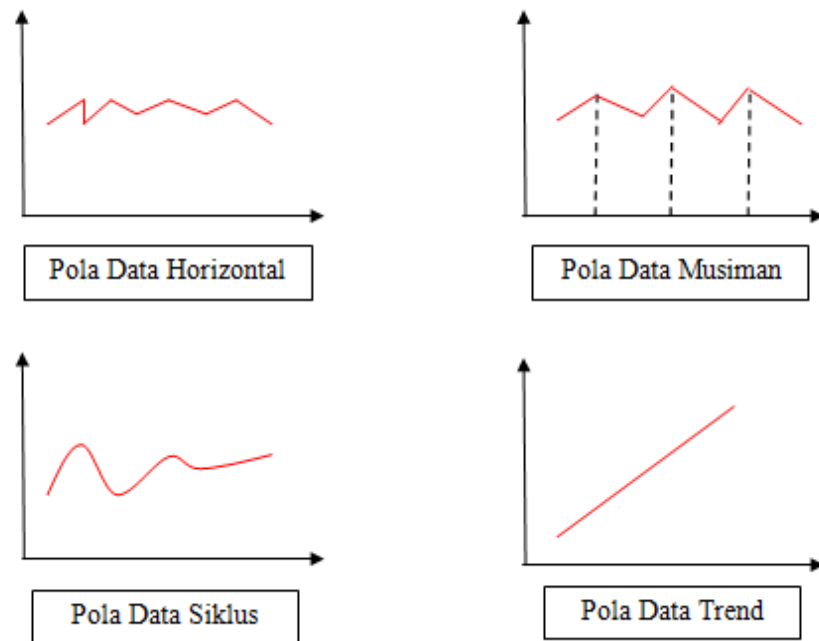 Pola Data Horizontal
Pola Data Musiman
Pola Data Siklus
Pola Data Trend